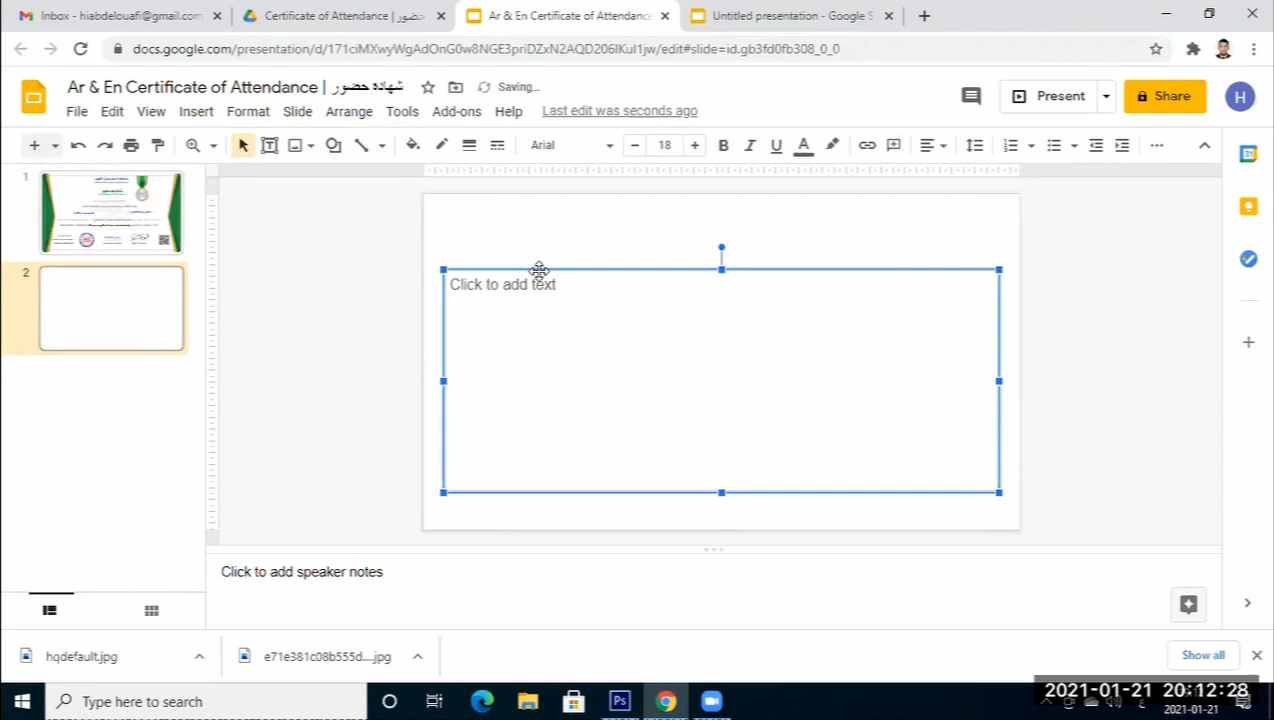 Inbox - hiabdelouafi@gmail.com
Certificate of Attendance | حضور
Ar & En Certificate of Attendance
Untitled presentation - Google S
docs.google.com/presentation/d/171ciMXwyWgAdOnG0w8NGE3priDZxN2AQD206IKuI1jw/edit#slide=id.gb3fd0fb308_0_0
Ar & En Certificate of Attendance | شهادة حضور
Saving...
File Edit View Insert Format Slide Arrange Tools Add-ons Help Last edit was seconds ago
Present
Share
H
Arial
18
B I U A
31
1
2
Click to add text
Click to add speaker notes
hqdefault.jpg
e71e381c08b555d....jpg
Show all
Type here to search
Ps
2021-01-21 20:12:28
2021-01-21